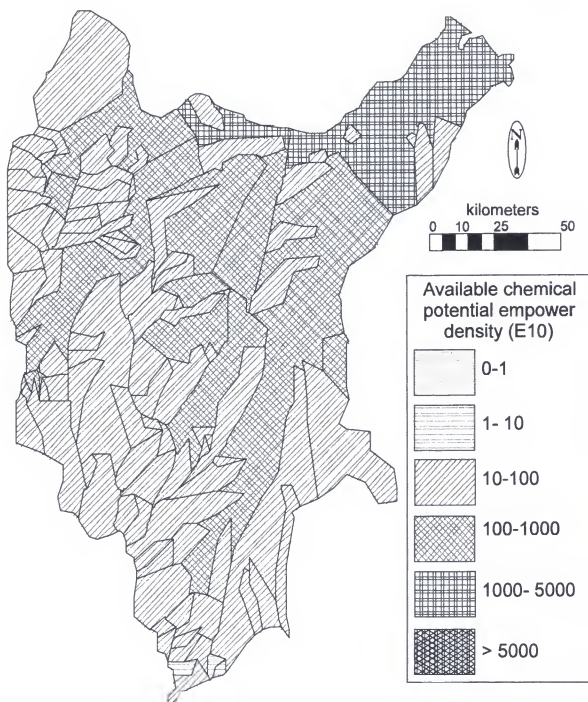 N
kilometers
0 10 25 50
Available chemical
potential empower
density (E10)
0-1
1- 10
10-100
100-1000
1000- 5000
> 5000